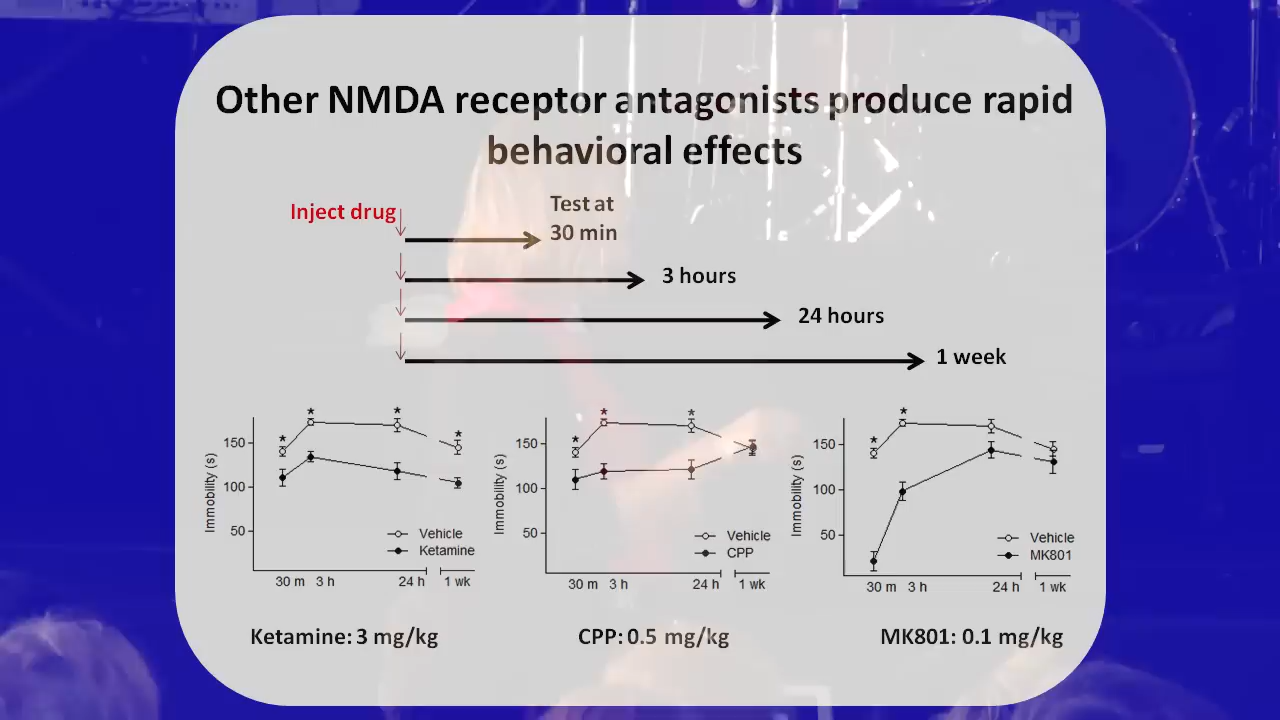 Other NMDA receptor antagonists produce rapid
behavioral effects
Inject drug
Test at
30 min
3 hours
24 hours
1 week
*
*
*
*
150
100
50
Immobility (s)
Vehicle
Ketamine
30 m 3 h 24 h 1 wk
*
*
*
150
100
50
Immobility (s)
Vehicle
CPP
30 m 3 h 24 h 1 wk
*
*
150
100
50
Immobility (s)
Vehicle
MK801
30 m 3 h 24 h 1 wk
Ketamine: 3 mg/kg
CPP: 0.5 mg/kg
MK801: 0.1 mg/kg